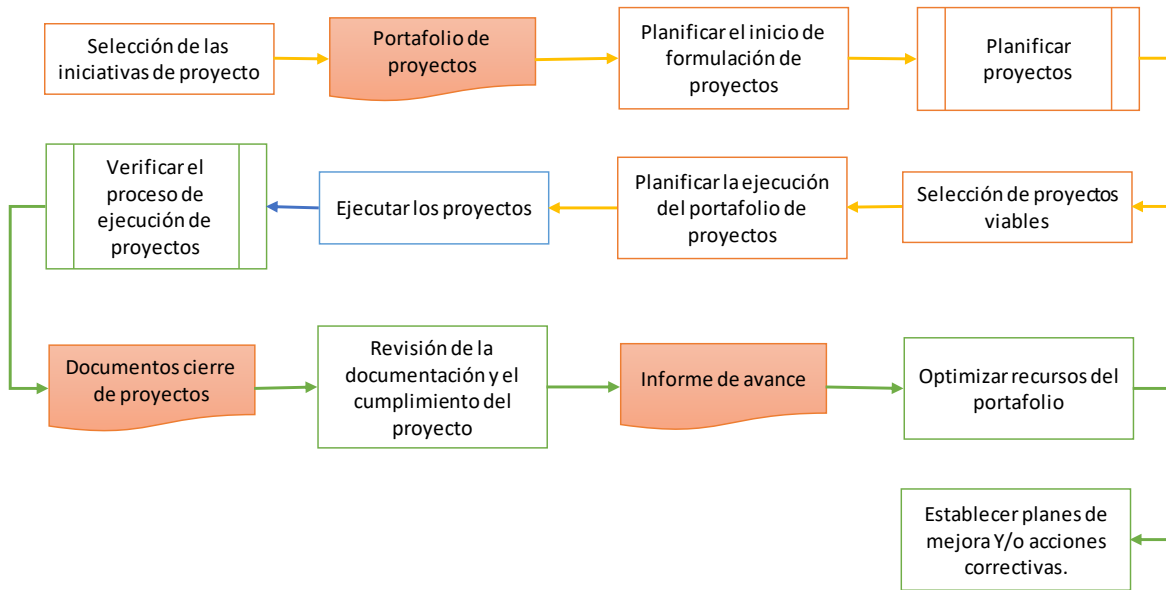 Selección de las
iniciativas de proyecto
Portafolio de
proyectos
Planificar el inicio de
formulación de
proyectos
Planificar
proyectos
Verificar el
proceso de
ejecución de
proyectos
Ejecutar los proyectos
Planificar la ejecución
del portafolio de
proyectos
Selección de proyectos
viables
Documentos cierre
de proyectos
Revisión de la
documentación y el
cumplimiento del
proyecto
Informe de avance
Optimizar recursos del
portafolio
Establecer planes de
mejora Y/o acciones
correctivas.